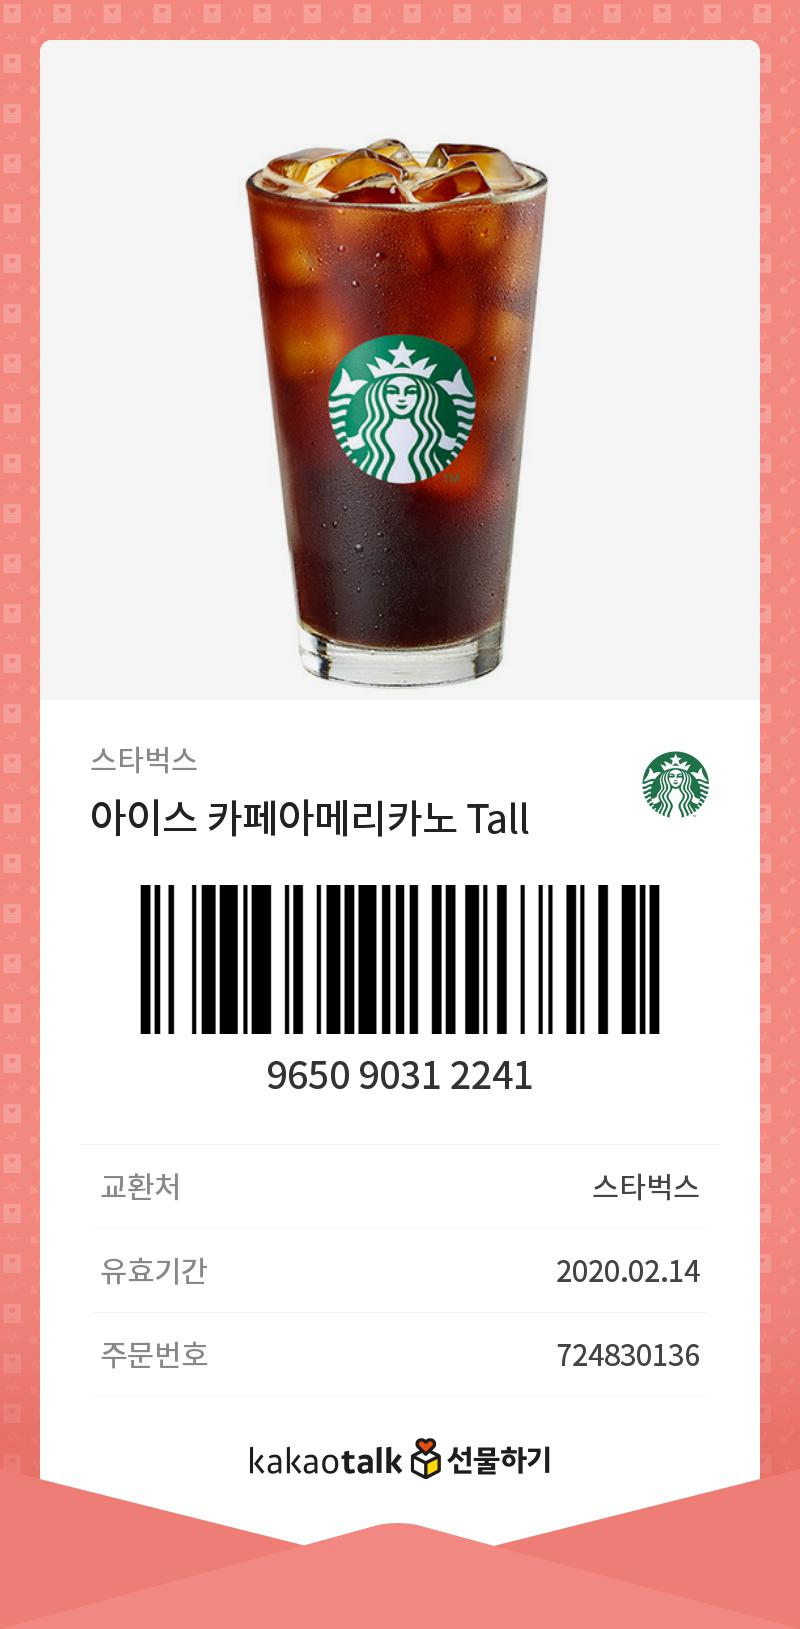 TM
스타벅스
아이스 카페아메리카노 Tall
9650 9031 2241
교환처 스타벅스
유효기간 2020.02.14
주문번호 724830136
kakaotalk 선물하기